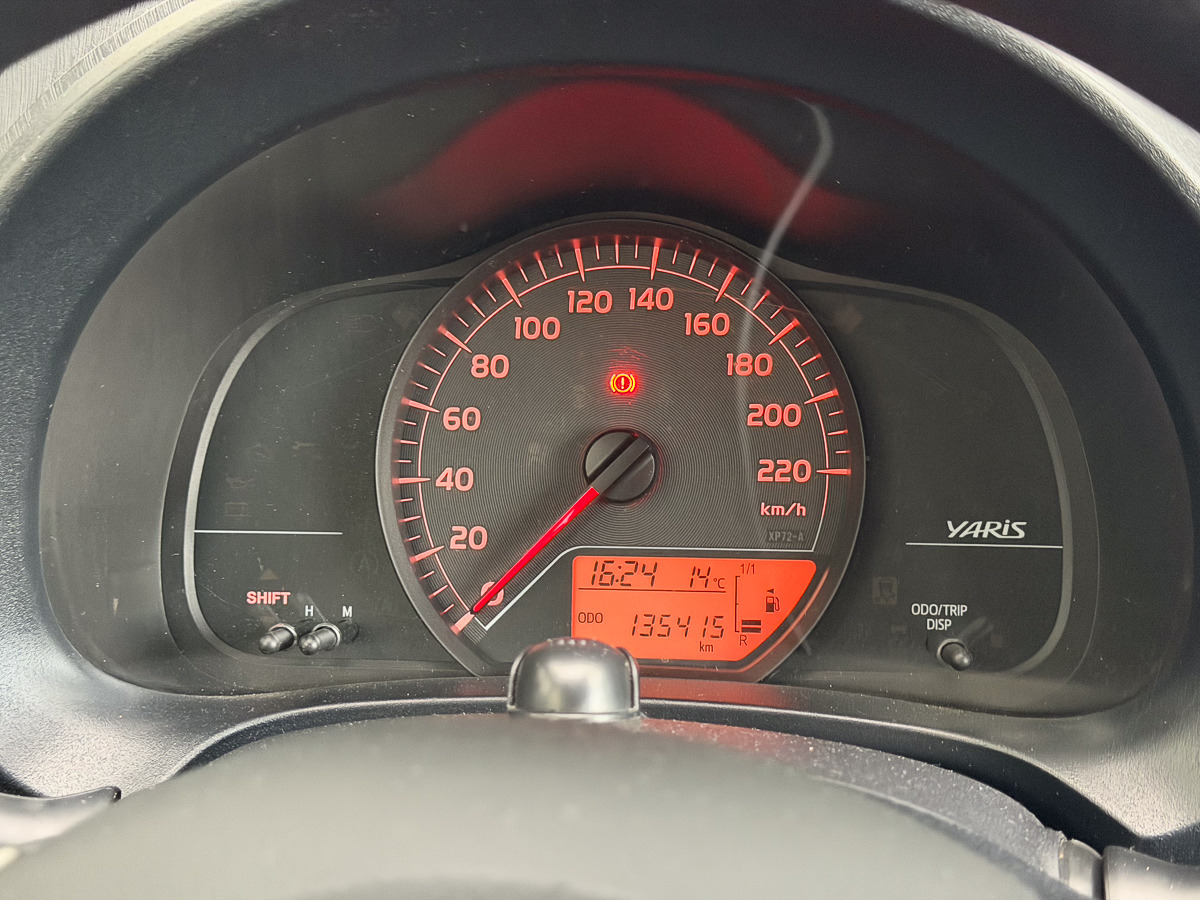 120 140
100 160
80 180
60 200
40 220
km/h
XP72-A
20
0
YARiS
16:24 14°C 1/1
ODO 135415 km
R
SHIFT
H M
ODO/TRIP
DISP